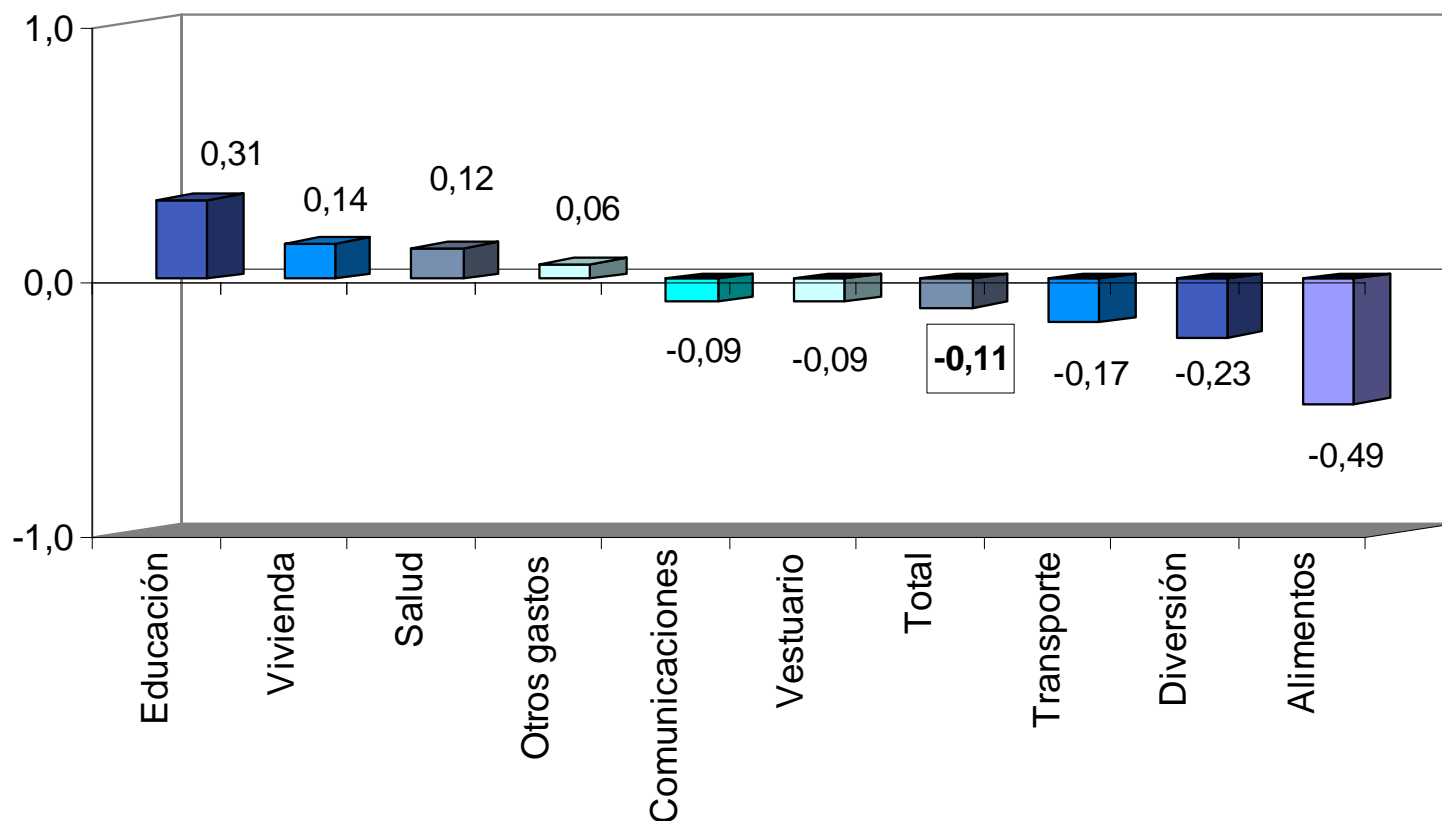 1,0
0,31
0,14
0,12
0,06
0,0
-0,09
-0,09
-0,11
-0,17
-0,23
-0,49
-1,0
Educación
Vivienda
Salud
Otros gastos
Comunicaciones
Vestuario
Total
Transporte
Diversión
Alimentos